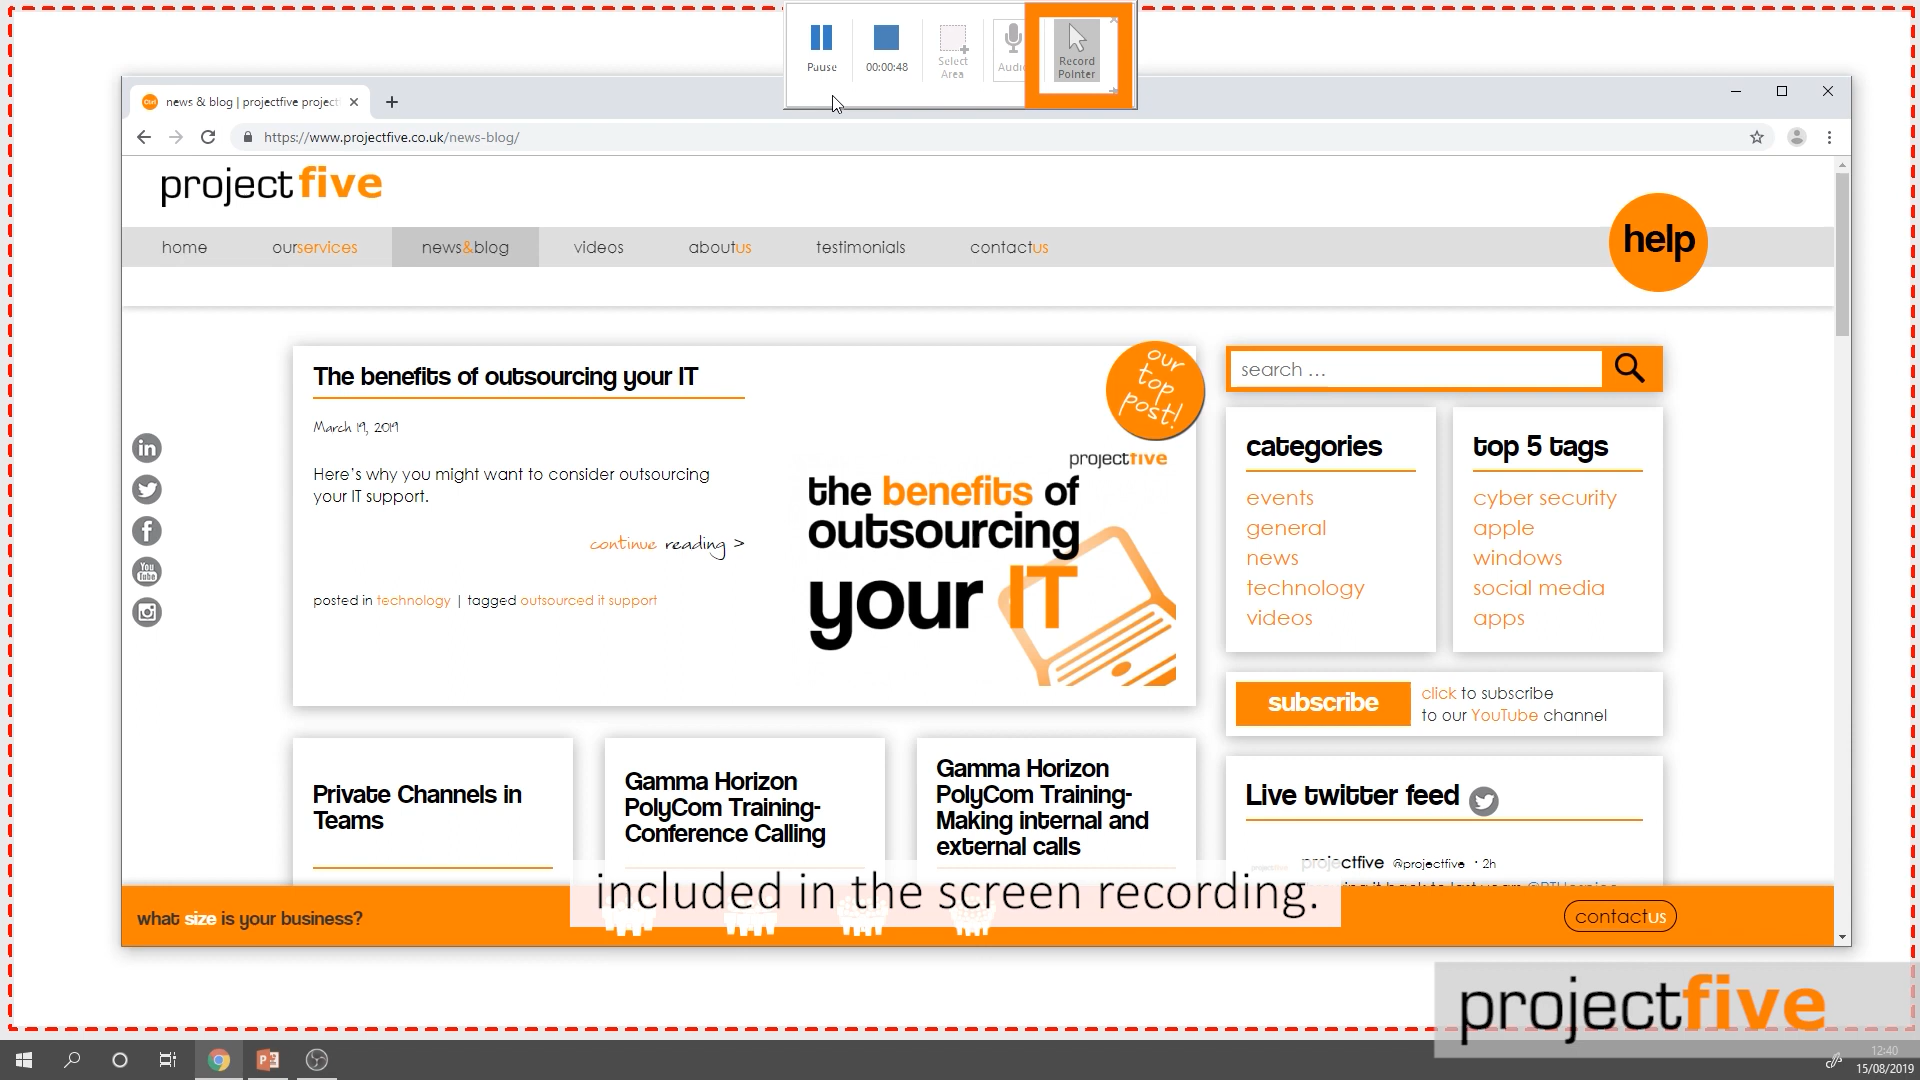 Pause
00:00:48
Select
Area
Audio
Record
Pointer
news & blog | projectfive project
https://www.projectfive.co.uk/news-blog/
projectfive
home
ourservices
news&blog
videos
aboutus
testimonials
contactus
help
The benefits of outsourcing your IT
March 19, 2019
Here's why you might want to consider outsourcing
your IT support.
continue reading >
posted in technology | tagged outsourced it support
our
top
post!
projectfive
the benefits of
outsourcing
your IT
search ...
categories
events
general
news
technology
videos
top 5 tags
cyber security
apple
windows
social media
apps
subscribe
click to subscribe
to our YouTube channel
Private Channels in
Teams
Gamma Horizon
PolyCom Training-
Conference Calling
Gamma Horizon
PolyCom Training-
Making internal and
external calls
Live twitter feed
projectfive @projectfive · 2h
included in the screen recording.
what size is your business?
contactus
projectfive
12:40
15/08/2019